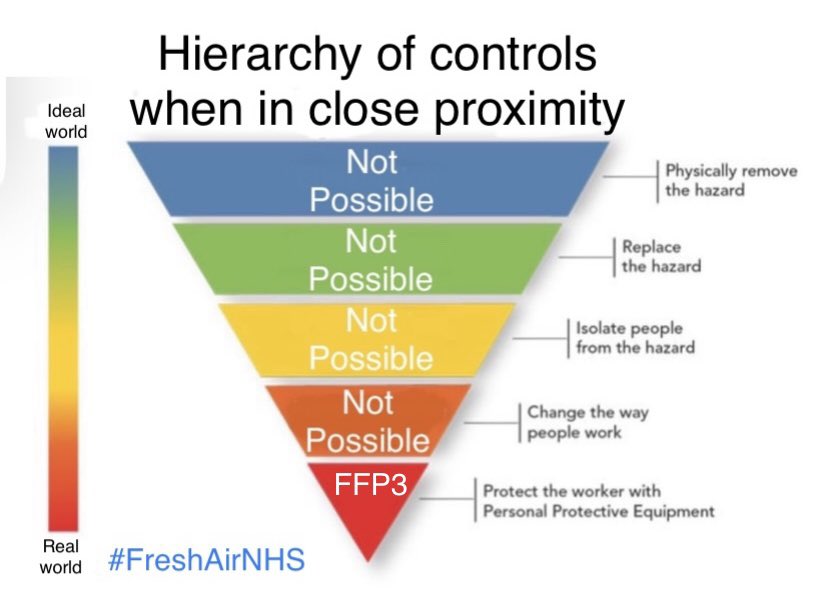 Hierarchy of controls
when in close proximity
Ideal
world
Not
Possible
Physically remove
the hazard
Not
Possible
Replace
the hazard
Not
Possible
Isolate people
from the hazard
Not
Possible
Change the way
people work
FFP3
Protect the worker with
Personal Protective Equipment
Real
world
#FreshAirNHS